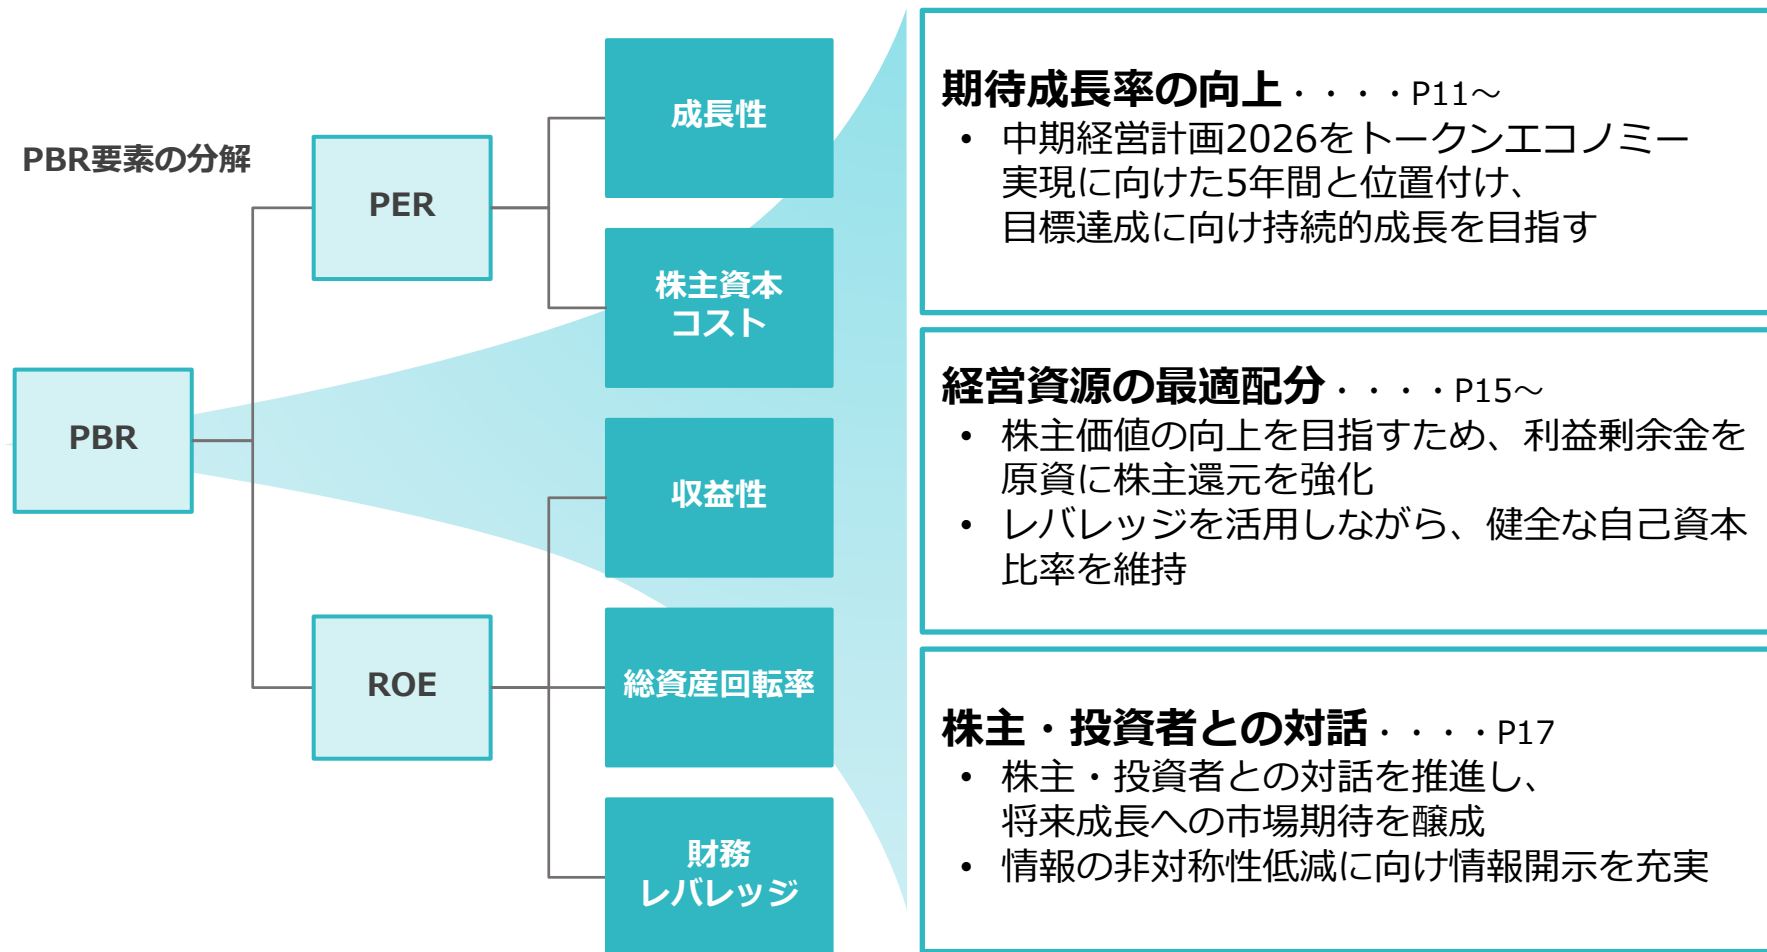 PBR要素の分解
PBR
PER
ROE
成長性
株主資本
コスト
収益性
総資産回転率
財務
レバレッジ
期待成長率の向上・・・・P11～
• 中期経営計画2026をトークンエコノミー
実現に向けた5年間と位置付け、
目標達成に向け持続的成長を目指す
経営資源の最適配分・・・・P15～
• 株主価値の向上を目指すため、利益剰余金を
原資に株主還元を強化
• レバレッジを活用しながら、健全な自己資本
比率を維持
株主・投資者との対話・・・・P17
• 株主・投資者との対話を推進し、
将来成長への市場期待を醸成
• 情報の非対称性低減に向け情報開示を充実